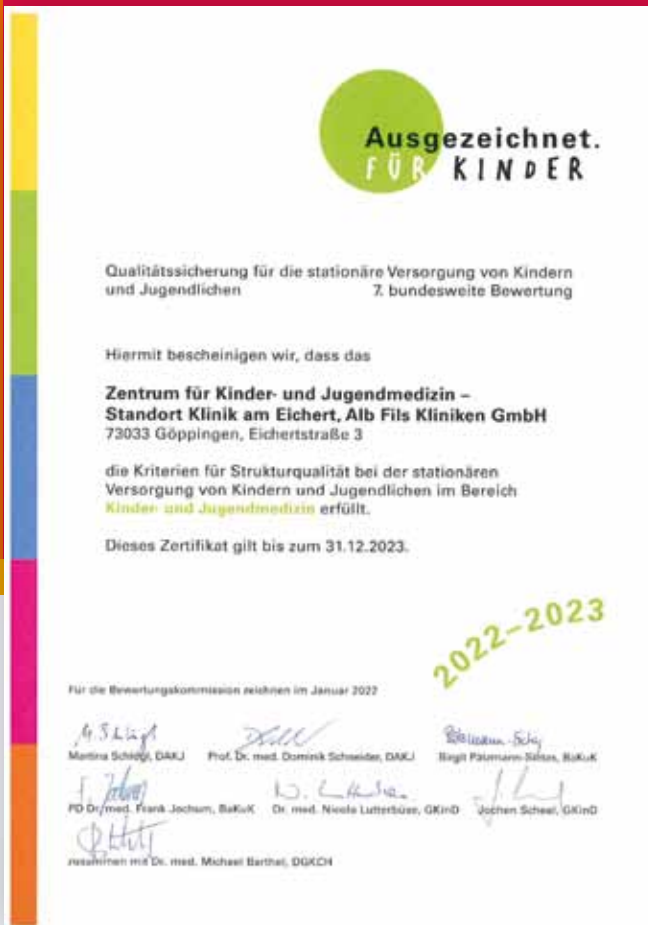 Ausgezeichnet.
FÜR KINDER
Qualitätssicherung für die stationäre Versorgung von Kindern
und Jugendlichen 7. bundesweite Bewertung
Hiermit bescheinigen wir, dass das
Zentrum für Kinder- und Jugendmedizin –
Standort Klinik am Eichert, Alb Fils Kliniken GmbH
73033 Göppingen, Eichertstraße 3
die Kriterien für Strukturqualität bei der stationären
Versorgung von Kindern und Jugendlichen im Bereich
Kinder- und Jugendmedizin erfüllt.
Dieses Zertifikat gilt bis zum 31.12.2023.
2022–2023
Für die Bewertungskommission zeichnen im Januar 2022
Martina Schlögl, DAKJ Prof. Dr. med. Dominik Schneider, DAKJ Birgit BaKuK
PD Dr. med. Frank Jochum, BaKuK Dr. med. Nicola Lutterbüse, GKinD Jochen Scheel, GKinD
zusammen mit Dr. med. Michael Barthel, DGKCH